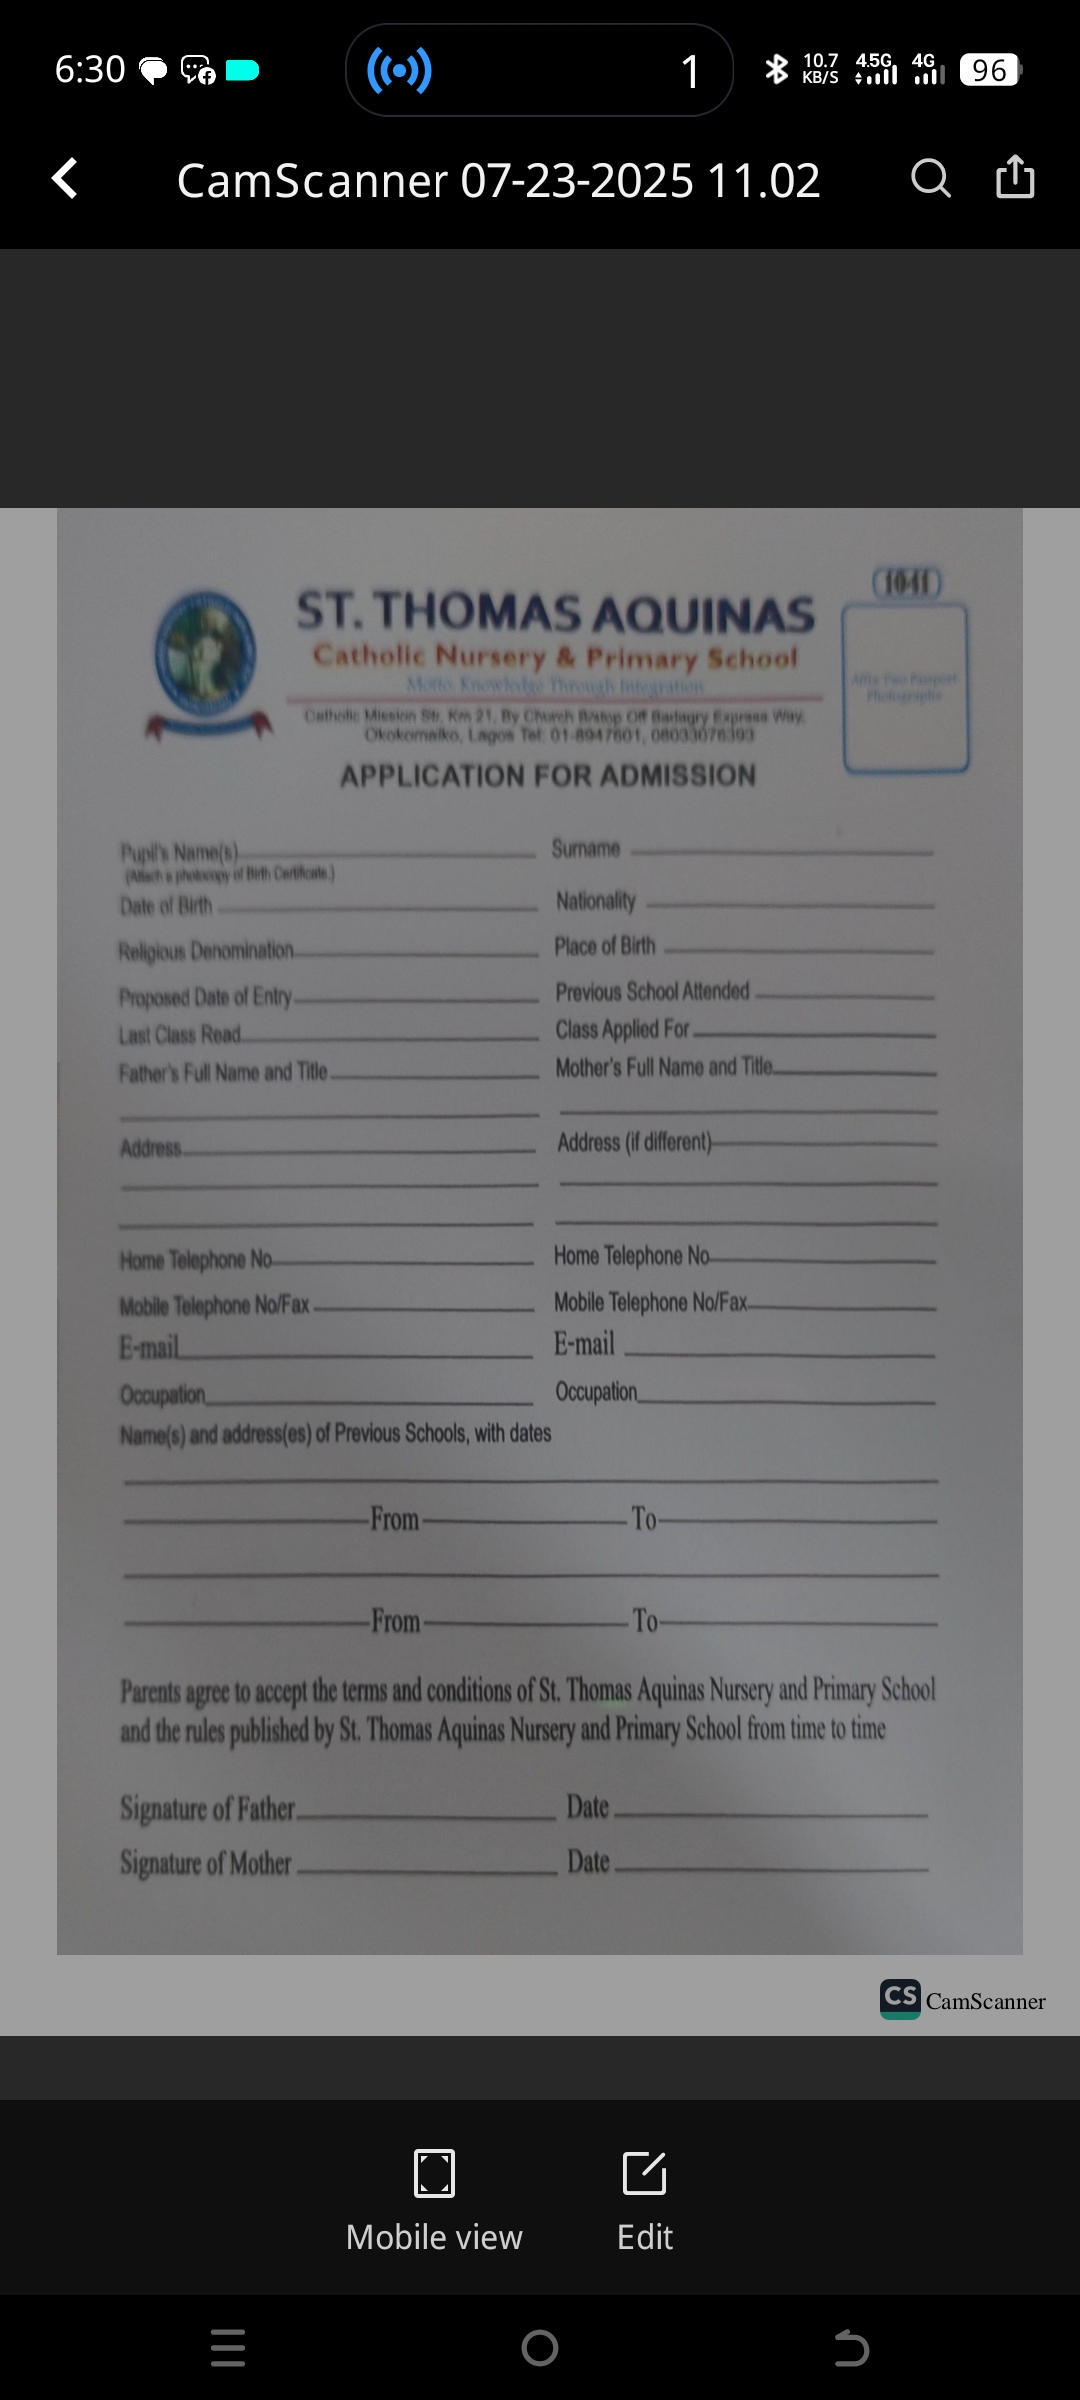 6:30
1
10.7 KB/S 4.5G 4G 96
CamScanner 07-23-2025 11.02
1041
ST. THOMAS AQUINAS
Catholic Nursery & Primary School
Motto: Knowledge Through Integration
Affix Two Passport
Photographs
Catholic Mission Str, Km 21, By Church B/stop Off Badagry Express Way,
Okokomaiko, Lagos Tel: 01-8947601, 08033076393
APPLICATION FOR ADMISSION
Pupil's Name(s) Surname
(Attach a photocopy of Birth Certificate.)
Date of Birth Nationality
Religious Denomination Place of Birth
Proposed Date of Entry Previous School Attended
Last Class Read Class Applied For
Father's Full Name and Title Mother's Full Name and Title
Address Address (if different)
Home Telephone No Home Telephone No
Mobile Telephone No/Fax Mobile Telephone No/Fax
E-mail E-mail
Occupation Occupation
Name(s) and address(es) of Previous Schools, with dates
From To
From To
Parents agree to accept the terms and conditions of St. Thomas Aquinas Nursery and Primary School
and the rules published by St. Thomas Aquinas Nursery and Primary School from time to time
Signature of Father Date
Signature of Mother Date
CS CamScanner
Mobile view Edit